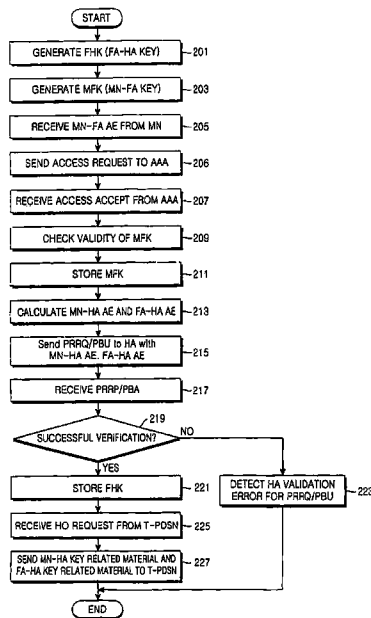 START
GENERATE FHK (FA-HA KEY)
201
GENERATE MFK (MN-FA KEY)
203
RECEIVE MN-FA AE FROM MN
205
SEND ACCESS REQUEST TO AAA
206
RECEIVE ACCESS ACCEPT FROM AAA
207
CHECK VALIDITY OF MFK
209
STORE MFK
211
CALCULATE MN-HA AE AND FA-HA AE
213
Send PRRQ/PBU to HA with
MN-HA AE. FA-HA AE
215
RECEIVE PRRP/PBA
217
219
SUCCESSFUL VERIFICATION?
NO
YES
STORE FHK
221
DETECT HA VALIDATION
ERROR FOR PRRQ/PBU
223
RECEIVE HO REQUEST FROM T-PDSN
225
SEND MN-HA KEY RELATED MATERIAL AND
FA-HA KEY RELATED MATERIAL TO T-PDSN
227
END